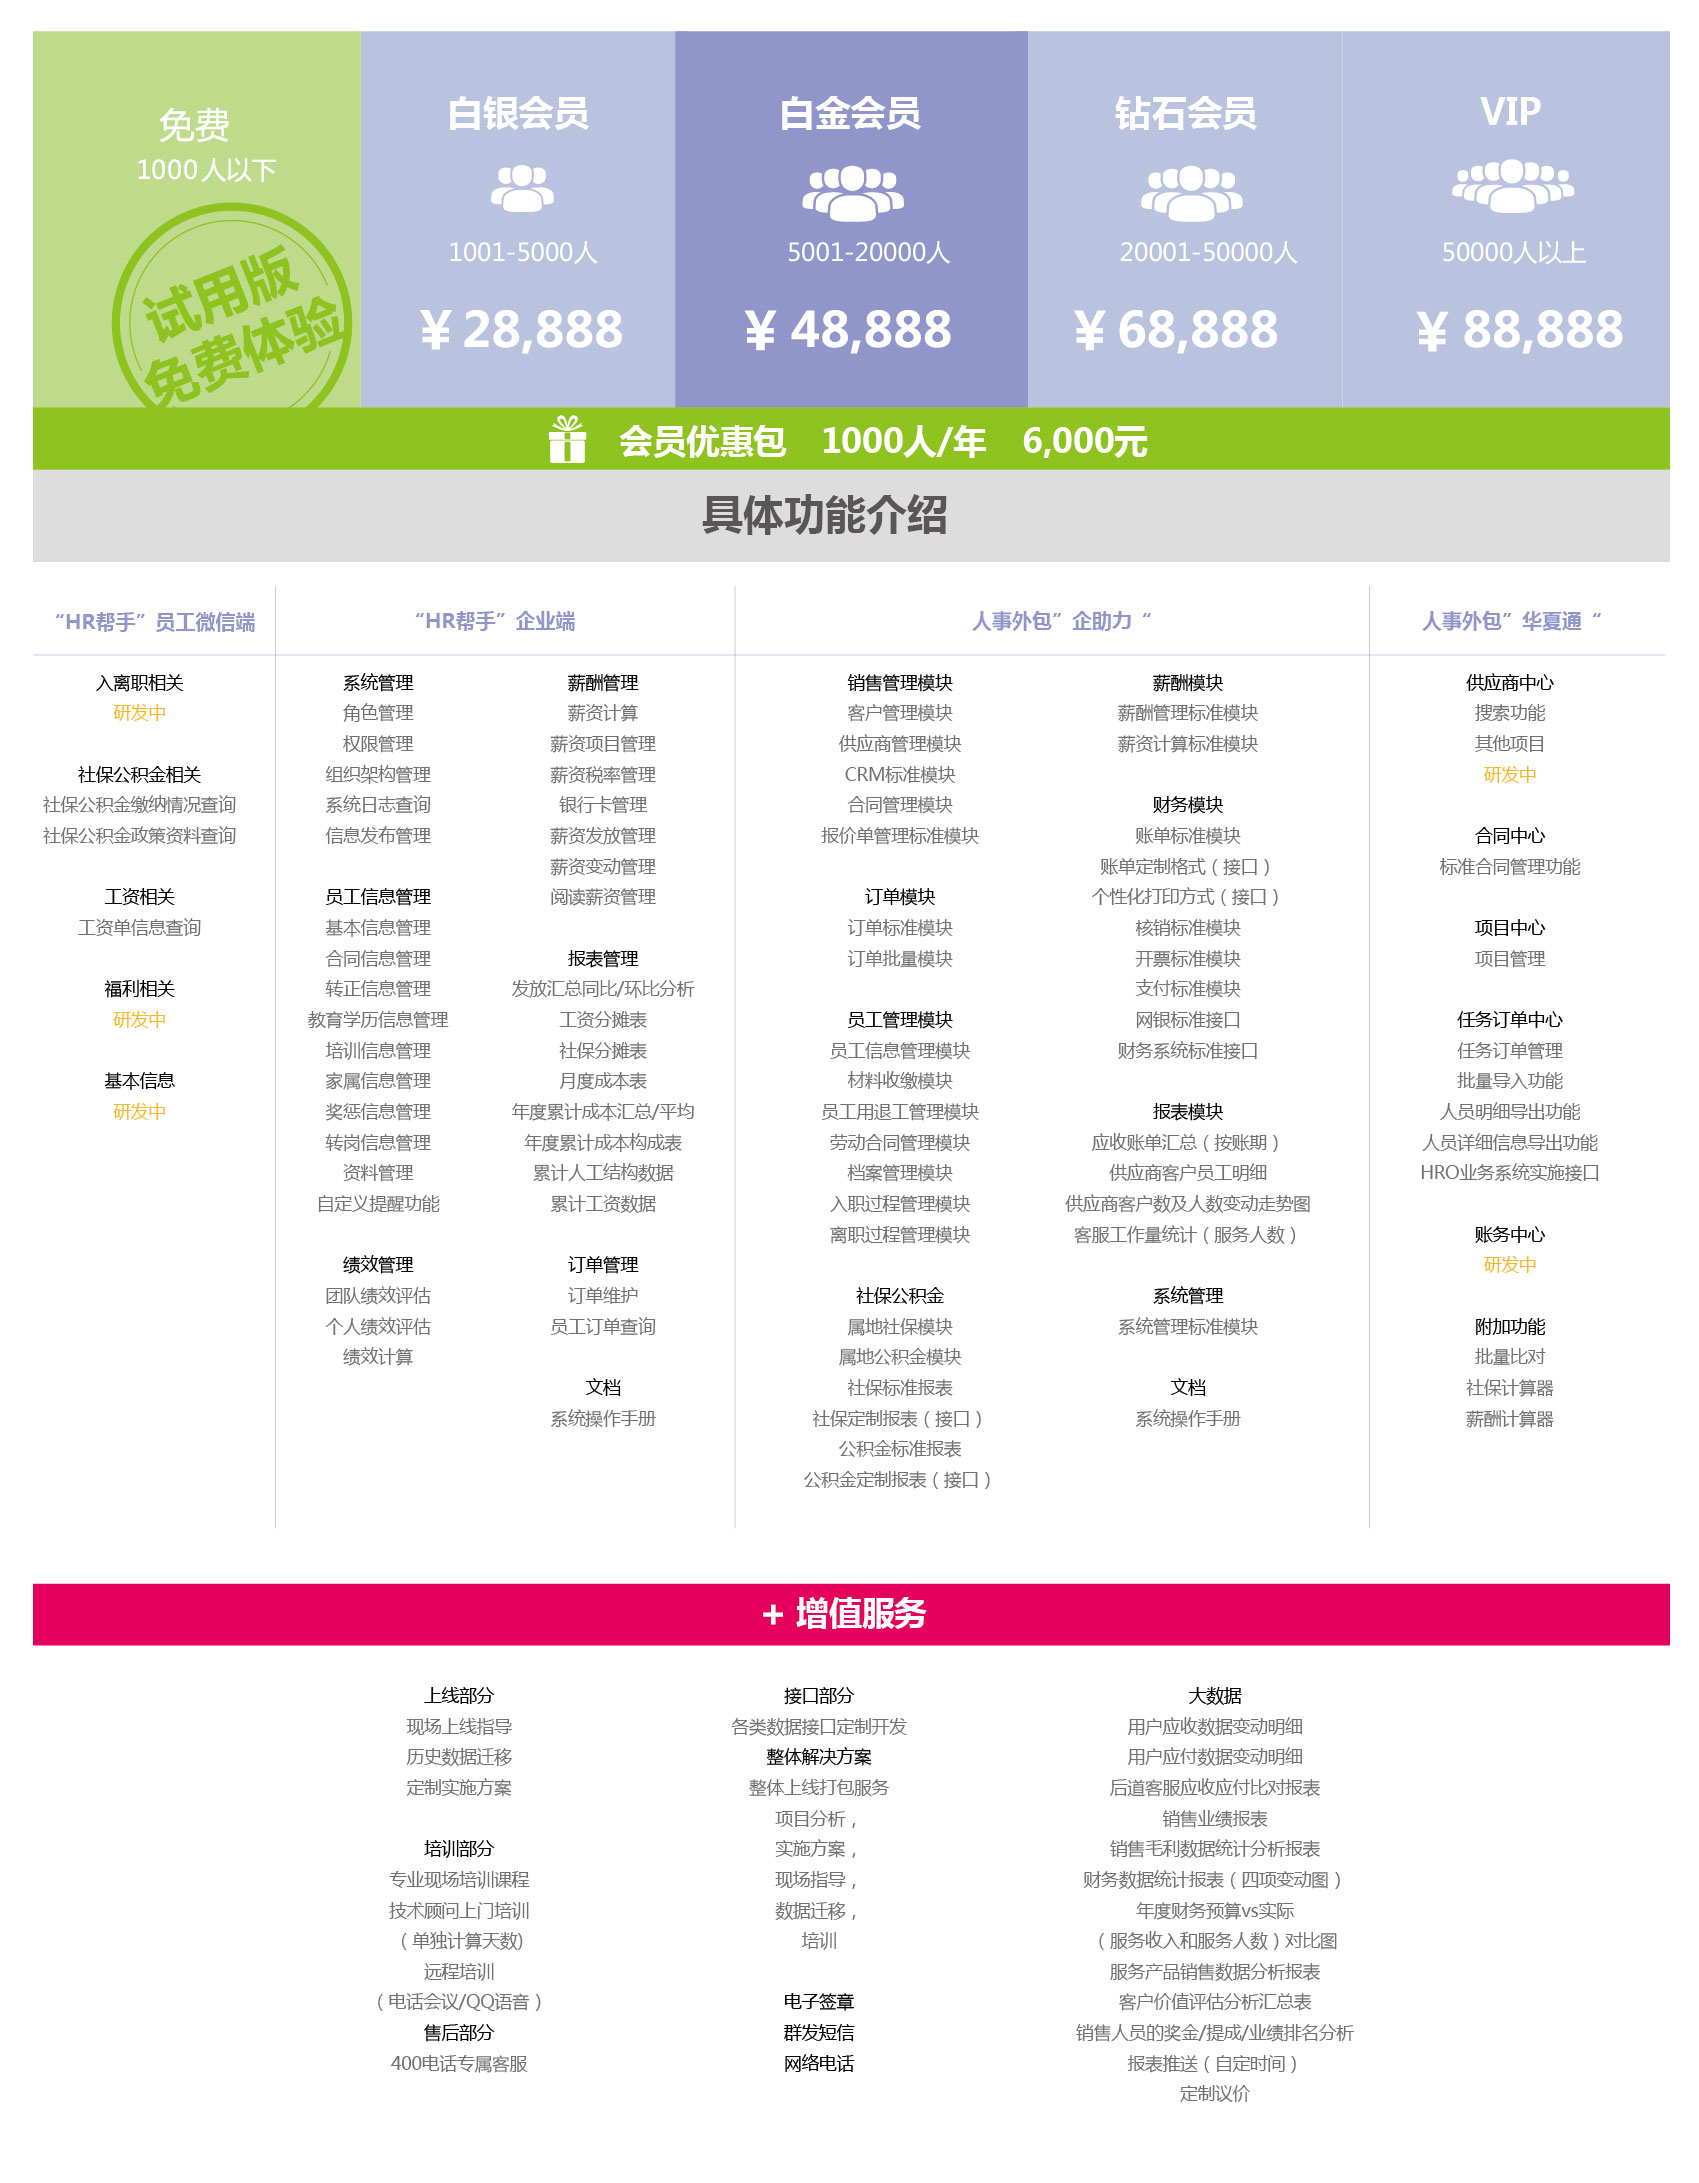 免费
1000人以下
试用版
免费体验
白银会员
1001-5000人
¥ 28,888
白金会员
5001-20000人
¥ 48,888
钻石会员
20001-50000人
¥ 68,888
VIP
50000人以上
¥ 88,888
会员优惠包 1000人/年 6,000元
具体功能介绍
“HR帮手”员工微信端
入离职相关
研发中
社保公积金相关
社保公积金缴纳情况查询
社保公积金政策资料查询
工资相关
工资单信息查询
福利相关
研发中
基本信息
研发中
“HR帮手”企业端
系统管理
角色管理
权限管理
组织架构管理
系统日志查询
信息发布管理
员工信息管理
基本信息管理
合同信息管理
转正信息管理
教育学历信息管理
培训信息管理
家属信息管理
奖惩信息管理
转岗信息管理
资料管理
自定义提醒功能
绩效管理
团队绩效评估
个人绩效评估
绩效计算
薪酬管理
薪资计算
薪资项目管理
薪资税率管理
银行卡管理
薪资发放管理
薪资变动管理
阅读薪资管理
报表管理
发放汇总同比/环比分析
工资分摊表
社保分摊表
月度成本表
年度累计成本汇总/平均
年度累计成本构成表
累计人工结构数据
累计工资数据
订单管理
订单维护
员工订单查询
文档
系统操作手册
人事外包”企助力“
销售管理模块
客户管理模块
供应商管理模块
CRM标准模块
合同管理模块
报价单管理标准模块
订单模块
订单标准模块
订单批量模块
员工管理模块
员工信息管理模块
材料收缴模块
员工用退工管理模块
劳动合同管理模块
档案管理模块
入职过程管理模块
离职过程管理模块
社保公积金
属地社保模块
属地公积金模块
社保标准报表
社保定制报表（接口）
公积金标准报表
公积金定制报表（接口）
薪酬模块
薪酬管理标准模块
薪资计算标准模块
财务模块
账单标准模块
账单定制格式（接口）
个性化打印方式（接口）
核销标准模块
开票标准模块
支付标准模块
网银标准接口
财务系统标准接口
报表模块
应收账单汇总（按账期）
供应商客户员工明细
供应商客户数及人数变动走势图
客服工作量统计（服务人数）
系统管理
系统管理标准模块
文档
系统操作手册
人事外包”华夏通“
供应商中心
搜索功能
其他项目
研发中
合同中心
标准合同管理功能
项目中心
项目管理
任务订单中心
任务订单管理
批量导入功能
人员明细导出功能
人员详细信息导出功能
HRO业务系统实施接口
账务中心
研发中
附加功能
批量比对
社保计算器
薪酬计算器
+ 增值服务
上线部分
现场上线指导
历史数据迁移
定制实施方案
培训部分
专业现场培训课程
技术顾问上门培训
（单独计算天数)
远程培训
（电话会议/QQ语音）
售后部分
400电话专属客服
接口部分
各类数据接口定制开发
整体解决方案
整体上线打包服务
项目分析，
实施方案，
现场指导，
数据迁移，
培训
电子签章
群发短信
网络电话
大数据
用户应收数据变动明细
用户应付数据变动明细
后道客服应收应付比对报表
销售业绩报表
销售毛利数据统计分析报表
财务数据统计报表（四项变动图）
年度财务预算vs实际
（服务收入和服务人数）对比图
服务产品销售数据分析报表
客户价值评估分析汇总表
销售人员的奖金/提成/业绩排名分析
报表推送（自定时间）
定制议价